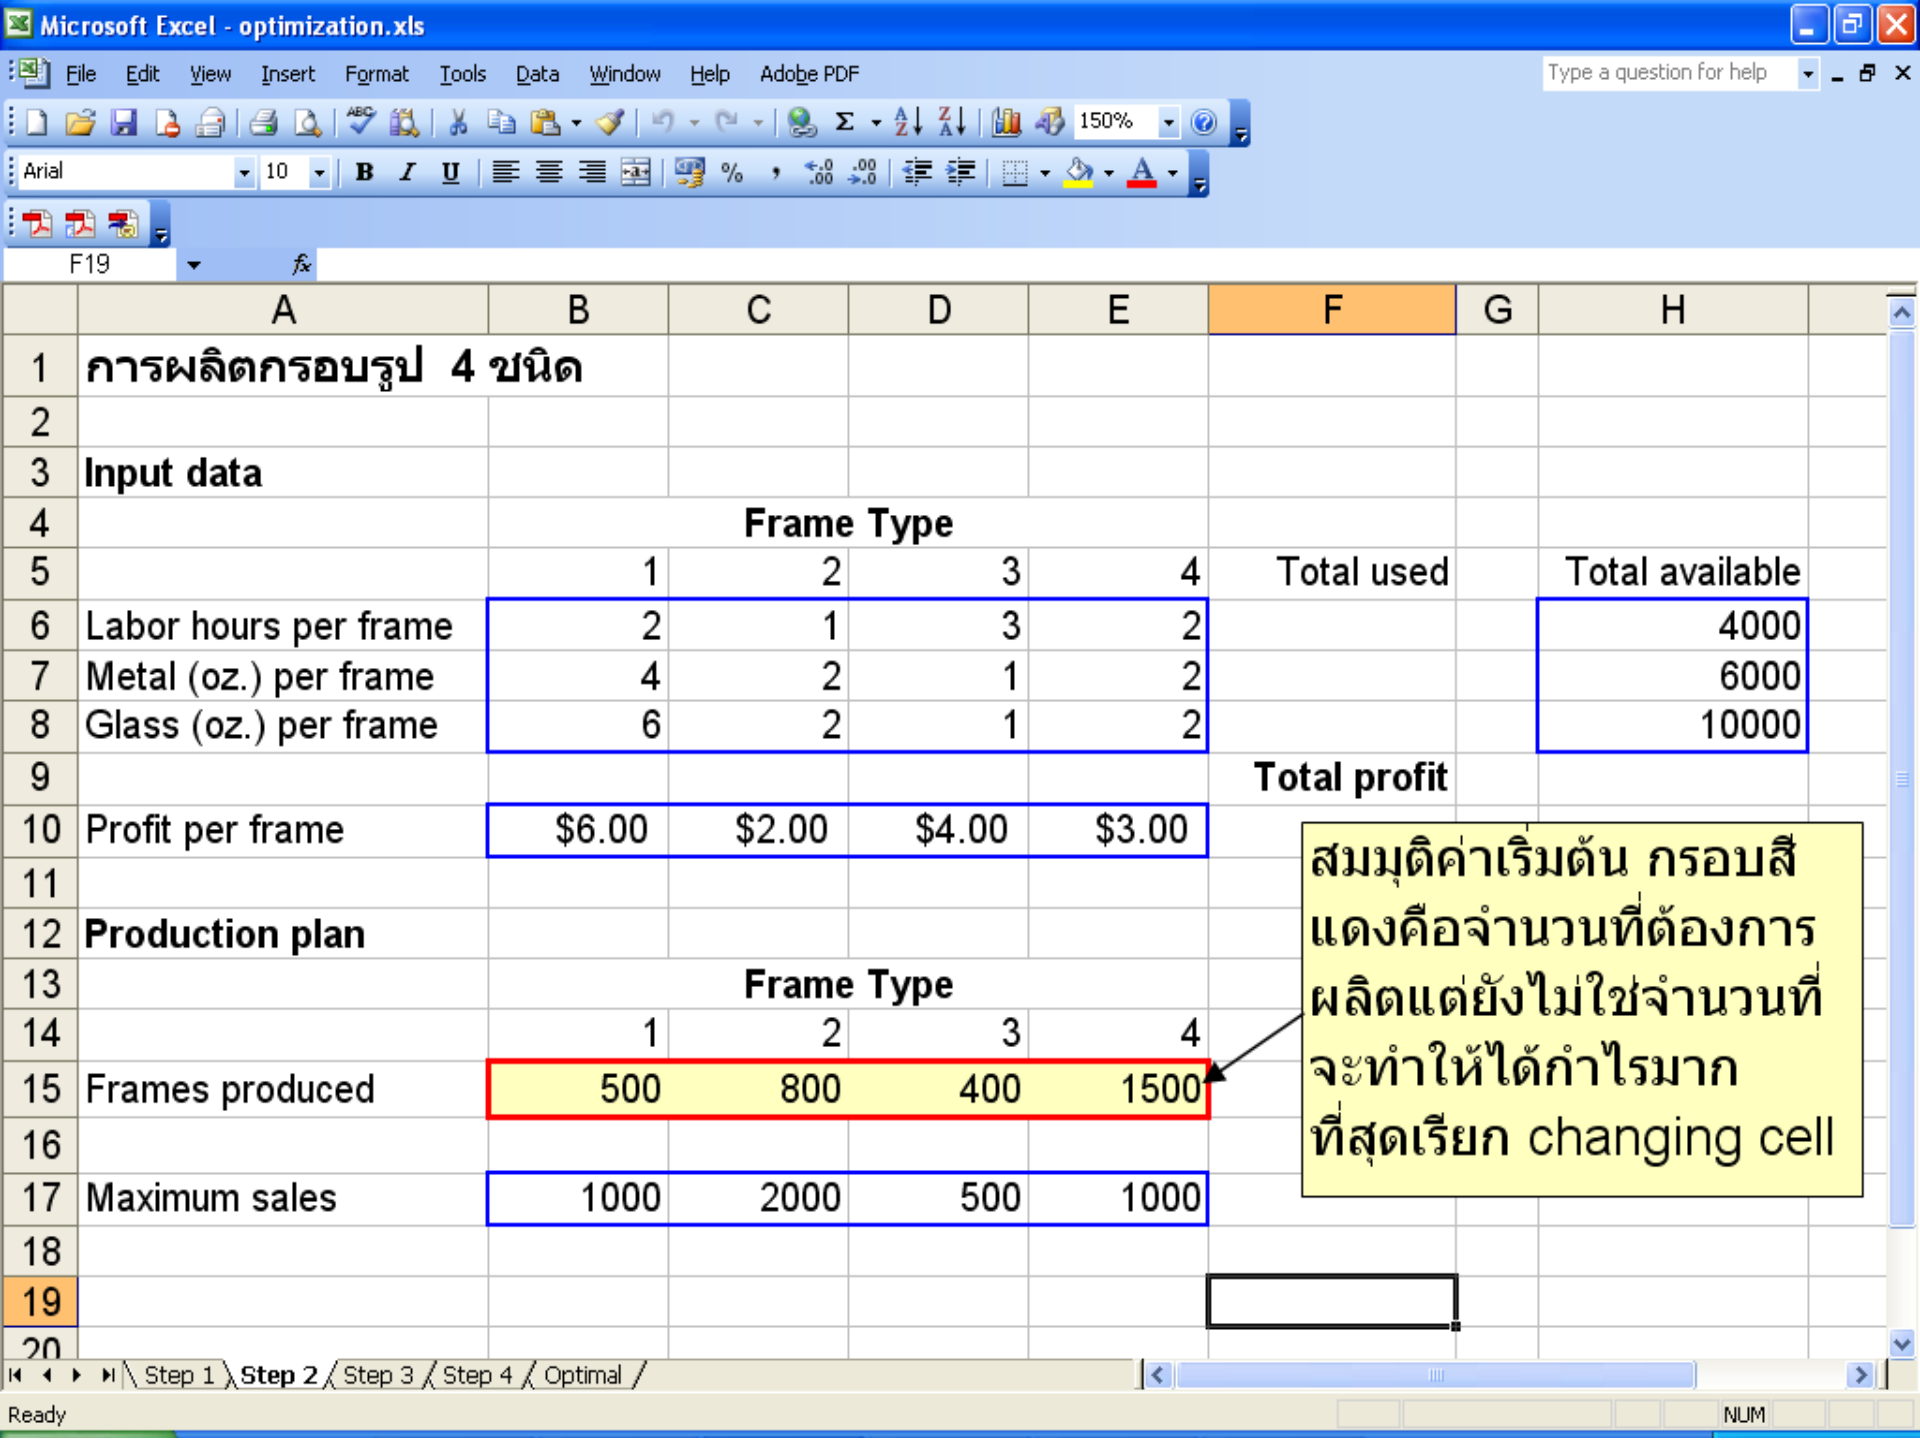 Microsoft Excel - optimization.xls
File Edit View Insert Format Tools Data Window Help Adobe PDF Type a question for help
150%
Arial 10 B I U
F19 fx
A B C D E F G H
1 การผลิตกรอบรูป 4 ชนิด
2
3 Input data
4 Frame Type
5 1 2 3 4 Total used Total available
6 Labor hours per frame 2 1 3 2 4000
7 Metal (oz.) per frame 4 2 1 2 6000
8 Glass (oz.) per frame 6 2 1 2 10000
9 Total profit
10 Profit per frame $6.00 $2.00 $4.00 $3.00
11
12 Production plan
13 Frame Type
14 1 2 3 4
15 Frames produced 500 800 400 1500
16
17 Maximum sales 1000 2000 500 1000
18
19
20
สมมุติค่าเริ่มต้น กรอบสี
แดงคือจำนวนที่ต้องการ
ผลิตแต่ยังไม่ใช่จำนวนที่
จะทำให้ได้กำไรมาก
ที่สุดเรียก changing cell
Step 1 Step 2 Step 3 Step 4 Optimal
Ready NUM